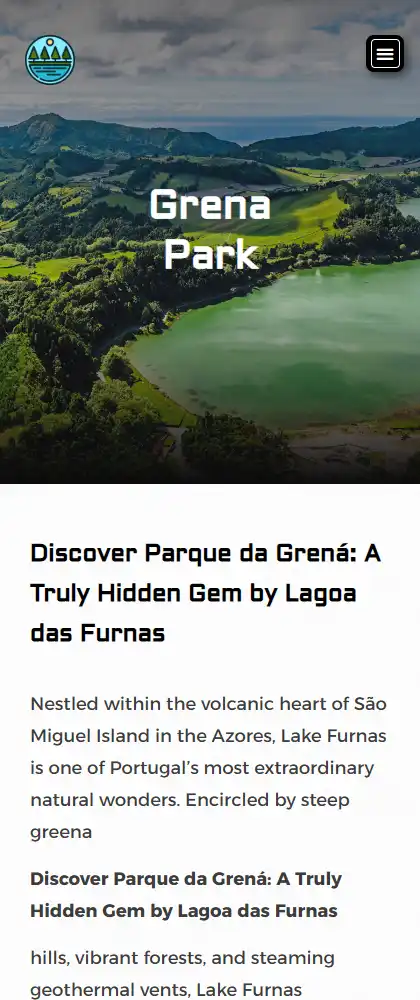 Grena
Park
Discover Parque da Grená: A
Truly Hidden Gem by Lagoa
das Furnas
Nestled within the volcanic heart of São
Miguel Island in the Azores, Lake Furnas
is one of Portugal’s most extraordinary
natural wonders. Encircled by steep
greena
Discover Parque da Grená: A Truly
Hidden Gem by Lagoa das Furnas
hills, vibrant forests, and steaming
geothermal vents, Lake Furnas